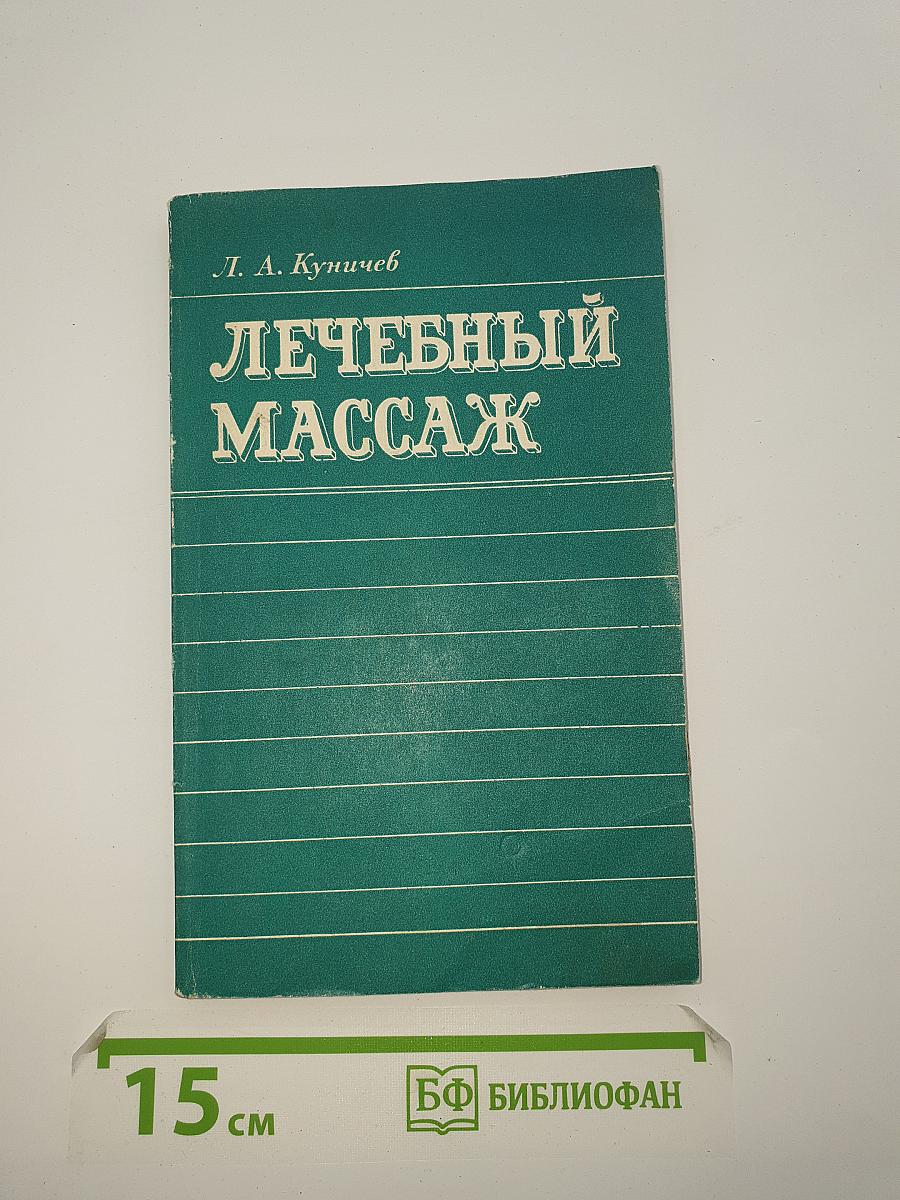 Л. А. Куничев
ЛЕЧЕБНЫЙ
МАССАЖ
15 см
БФ БИБЛИОФАН